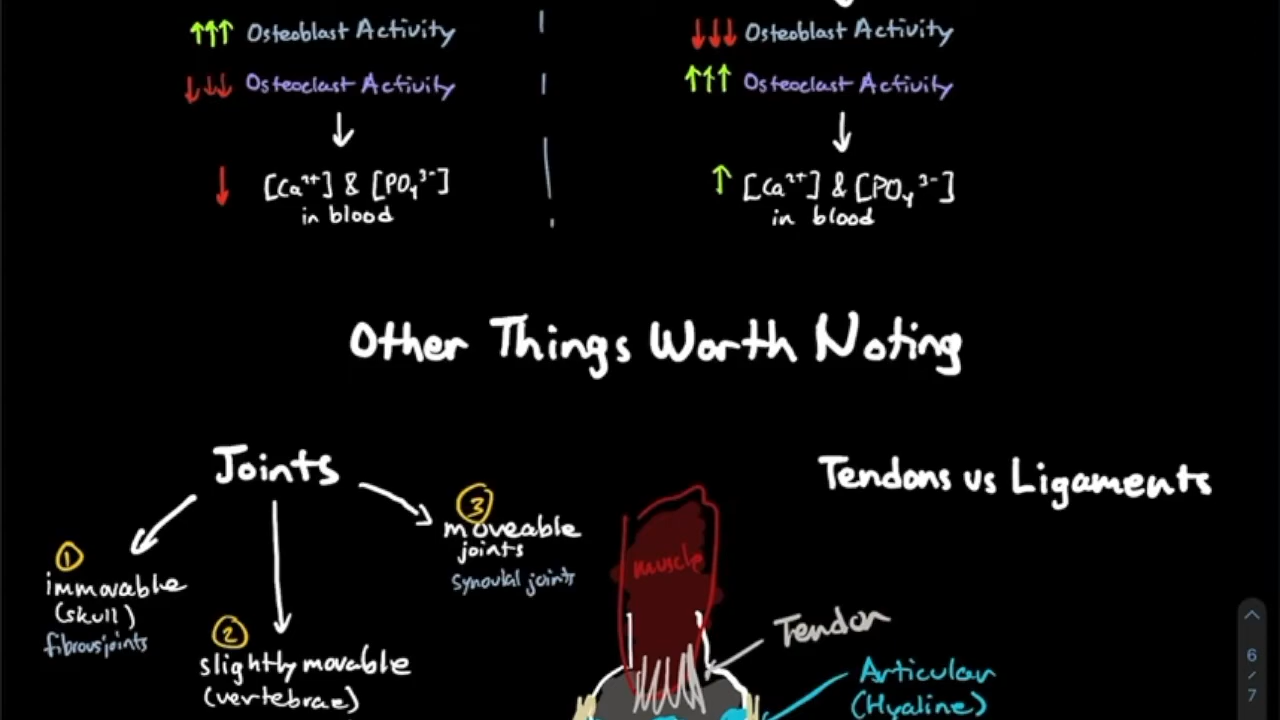 ↑↑↑ Osteoblast Activity
↓↓↓ Osteoclast Activity
↓ [Ca²⁺] & [PO₄³⁻]
in blood
↓↓↓ Osteoblast Activity
↑↑↑ Osteoclast Activity
↑ [Ca²⁺] & [PO₄³⁻]
in blood
Other Things Worth Noting
Joints
1
immovable
(skull)
fibrous joints
2
slightly movable
(vertebrae)
3
moveable
joints
synovial joints
Tendons vs Ligaments
muscle
Tendon
Articular
(Hyaline)
6
/
7